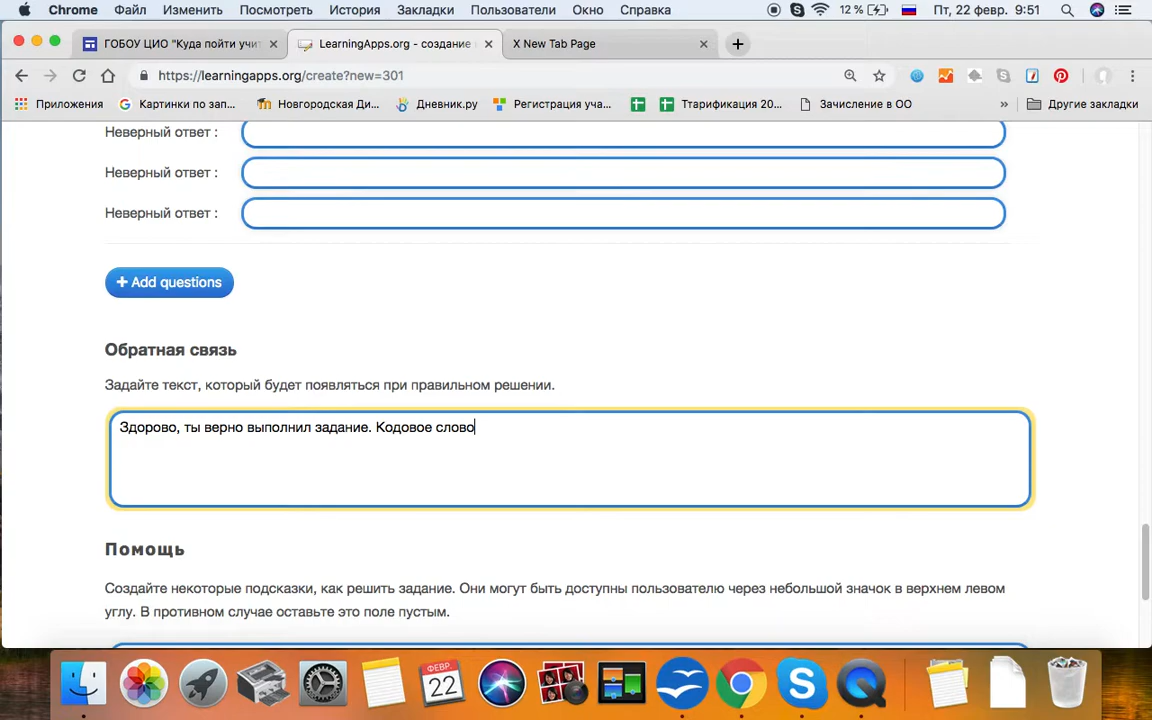 Chrome Файл Изменить Посмотреть История Закладки Пользователи Окно Справка 12 % Пт, 22 февр. 9:51
ГОБОУ ЦИО "Куда пойти учит LearningApps.org - создание X New Tab Page
https://learningapps.org/create?new=301
Приложения Картинки по зап... Новгородская Ди... Дневник.ру Регистрация уча... Ттарификация 20... Зачисление в ОО » Другие закладки
Неверный ответ :
Неверный ответ :
Неверный ответ :
+ Add questions
Обратная связь
Задайте текст, который будет появляться при правильном решении.
Здорово, ты верно выполнил задание. Кодовое слово
Помощь
Создайте некоторые подсказки, как решить задание. Они могут быть доступны пользователю через небольшой значок в верхнем левом
углу. В противном случае оставьте это поле пустым.
ФЕВР.
22